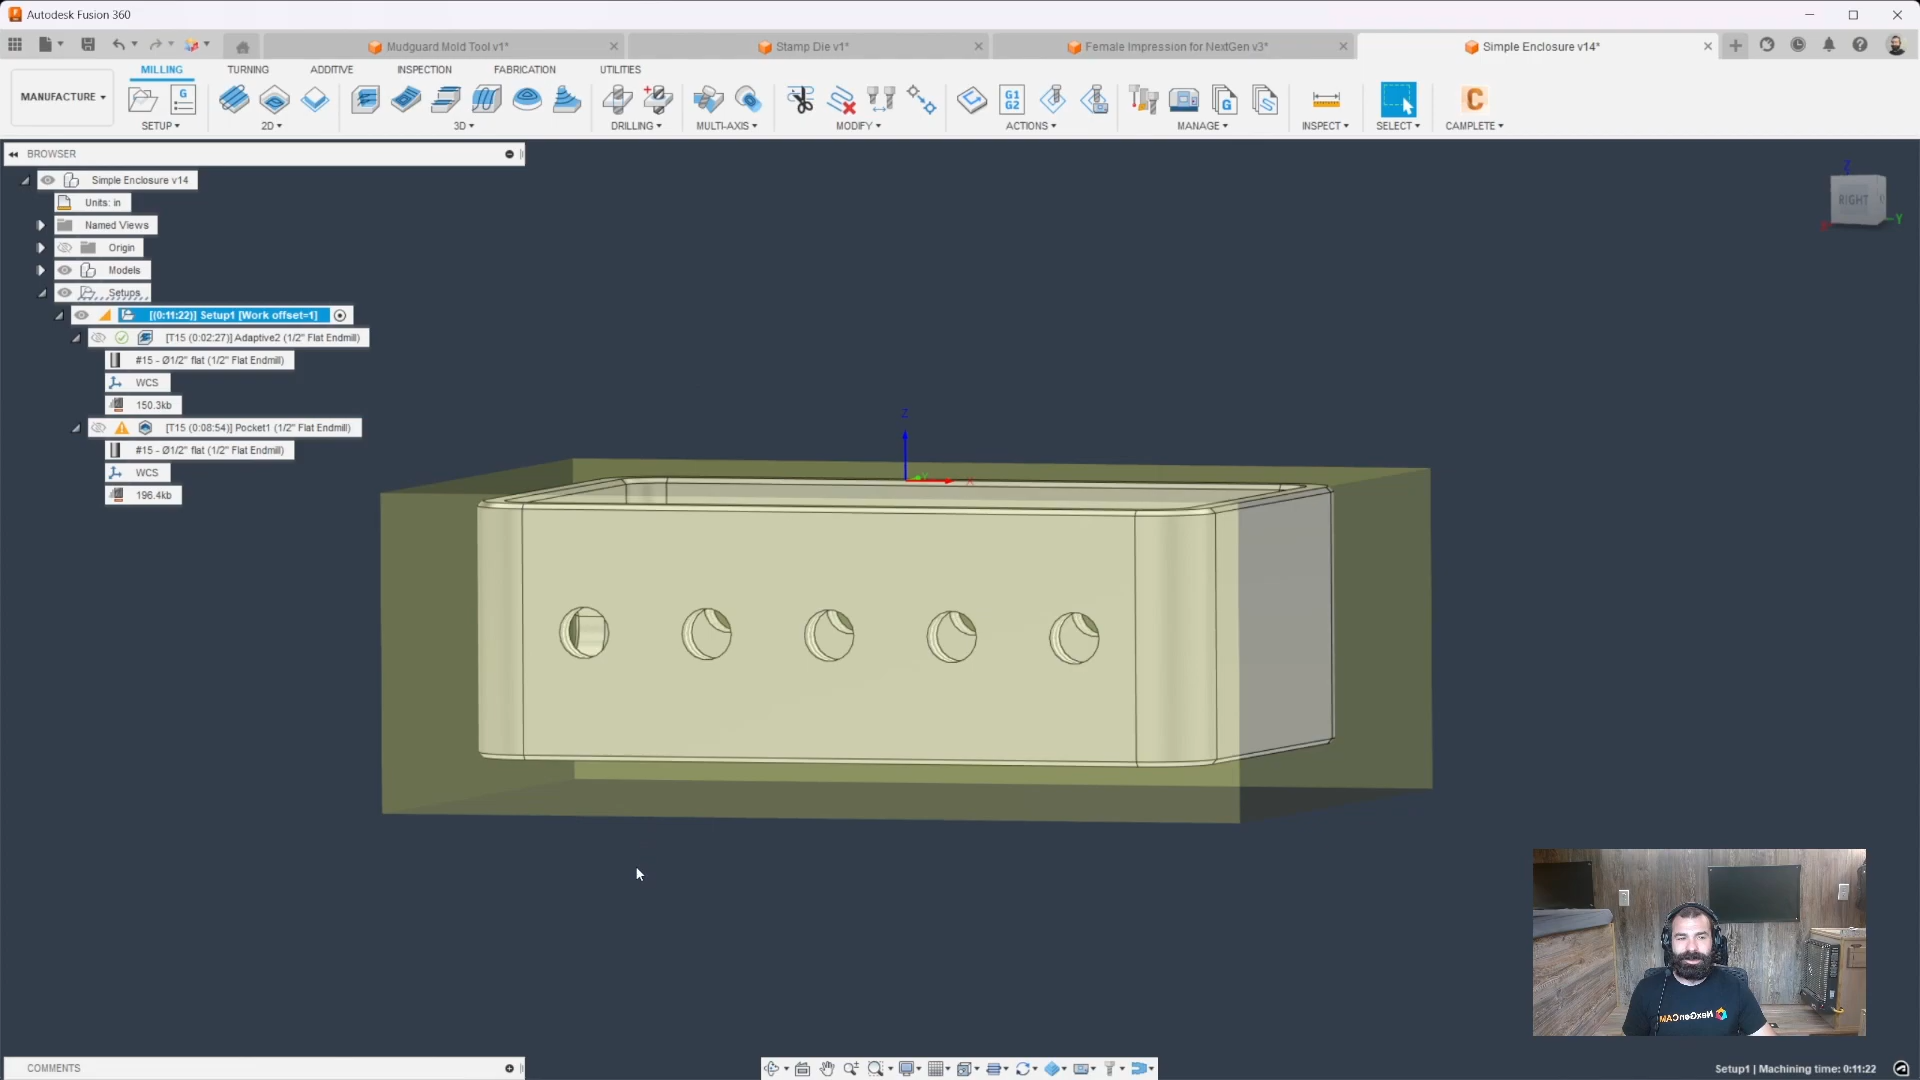 Autodesk Fusion 360
Mudguard Mold Tool v1*
Stamp Die v1*
Female Impression for NextGen v3*
Simple Enclosure v14*
MILLING
TURNING
ADDITIVE
INSPECTION
FABRICATION
UTILITIES
MANUFACTURE
G
G1
G2
G
C
SETUP
2D
3D
DRILLING
MULTI-AXIS
MODIFY
ACTIONS
MANAGE
INSPECT
SELECT
CAMPLETE
BROWSER
Simple Enclosure v14
Units: in
Named Views
Origin
Models
Setups
[(0:11:22)] Setup1 [Work offset=1]
[T15 (0:02:27)] Adaptive2 (1/2" Flat Endmill)
#15 - Ø1/2" flat (1/2" Flat Endmill)
WCS
150.3kb
[T15 (0:08:54)] Pocket1 (1/2" Flat Endmill)
#15 - Ø1/2" flat (1/2" Flat Endmill)
WCS
196.4kb
Z
RIGHT
Y
Z
X
NexGenCAM
COMMENTS
Setup1 | Machining time: 0:11:22